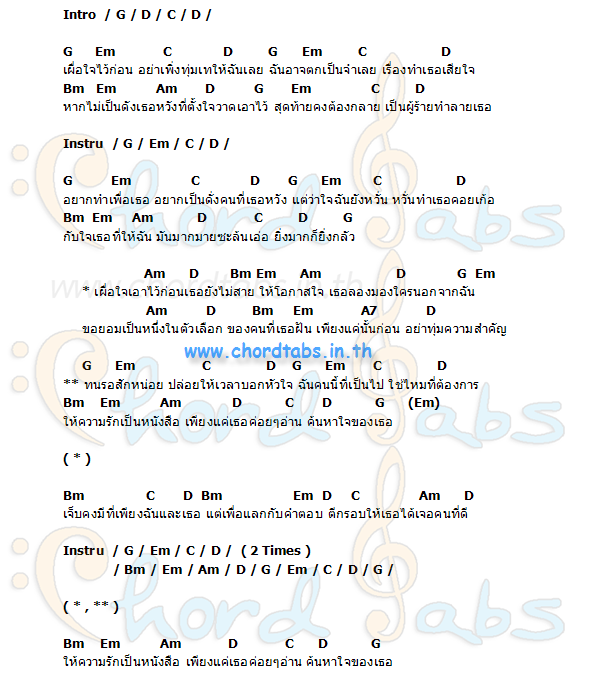 Intro / G / D / C / D /
G Em C D G Em C D
เผื่อใจไว้ก่อน อย่าเพิ่งทุ่มเทให้ฉันเลย ฉันอาจตกเป็นจำเลย เรื่องทำเธอเสียใจ
Bm Em Am D G Em C D
หากไม่เป็นดังเธอหวังที่ตั้งใจวาดเอาไว้ สุดท้ายคงต้องกลาย เป็นผู้ร้ายทำลายเธอ
Instru / G / Em / C / D /
G Em C D G Em C D
อยากทำเพื่อเธอ อยากเป็นดั่งคนที่เธอหวัง แต่ว่าใจฉันยังหวั่น หวั่นทำเธอคอยเก้อ
Bm Em Am D C D G
กับใจเธอที่ให้ฉัน มันมากมายซะล้นเอ่อ ยิ่งมากก็ยิ่งกลัว
Am D Bm Em Am D G Em
* เผื่อใจเอาไว้ก่อนเธอยังไม่สาย ให้โอกาสใจ เธอลองมองใครนอกจากฉัน
Am D Bm Em A7 D
ขอยอมเป็นหนึ่งในตัวเลือก ของคนที่เธอฝัน เพียงแค่นั้นก่อน อย่าทุ่มความสำคัญ
www.chordtabs.in.th
G Em C D G Em C D
** ทนรอสักหน่อย ปล่อยให้เวลาบอกหัวใจ ฉันคนนี้ที่เป็นไป ใช่ไหมที่ต้องการ
Bm Em Am D C D G (Em)
ให้ความรักเป็นหนังสือ เพียงแค่เธอค่อยๆอ่าน ค้นหาใจของเธอ
( * )
Bm C D Bm Em D C Am D
เจ็บคงมีที่เพียงฉันและเธอ แต่เพื่อแลกกับคำตอบ ดีกรอบให้เธอได้เจอคนที่ดี
Instru / G / Em / C / D / ( 2 Times )
/ Bm / Em / Am / D / G / Em / C / D / G /
( * , ** )
Bm Em Am D C D G
ให้ความรักเป็นหนังสือ เพียงแค่เธอค่อยๆอ่าน ค้นหาใจของเธอ